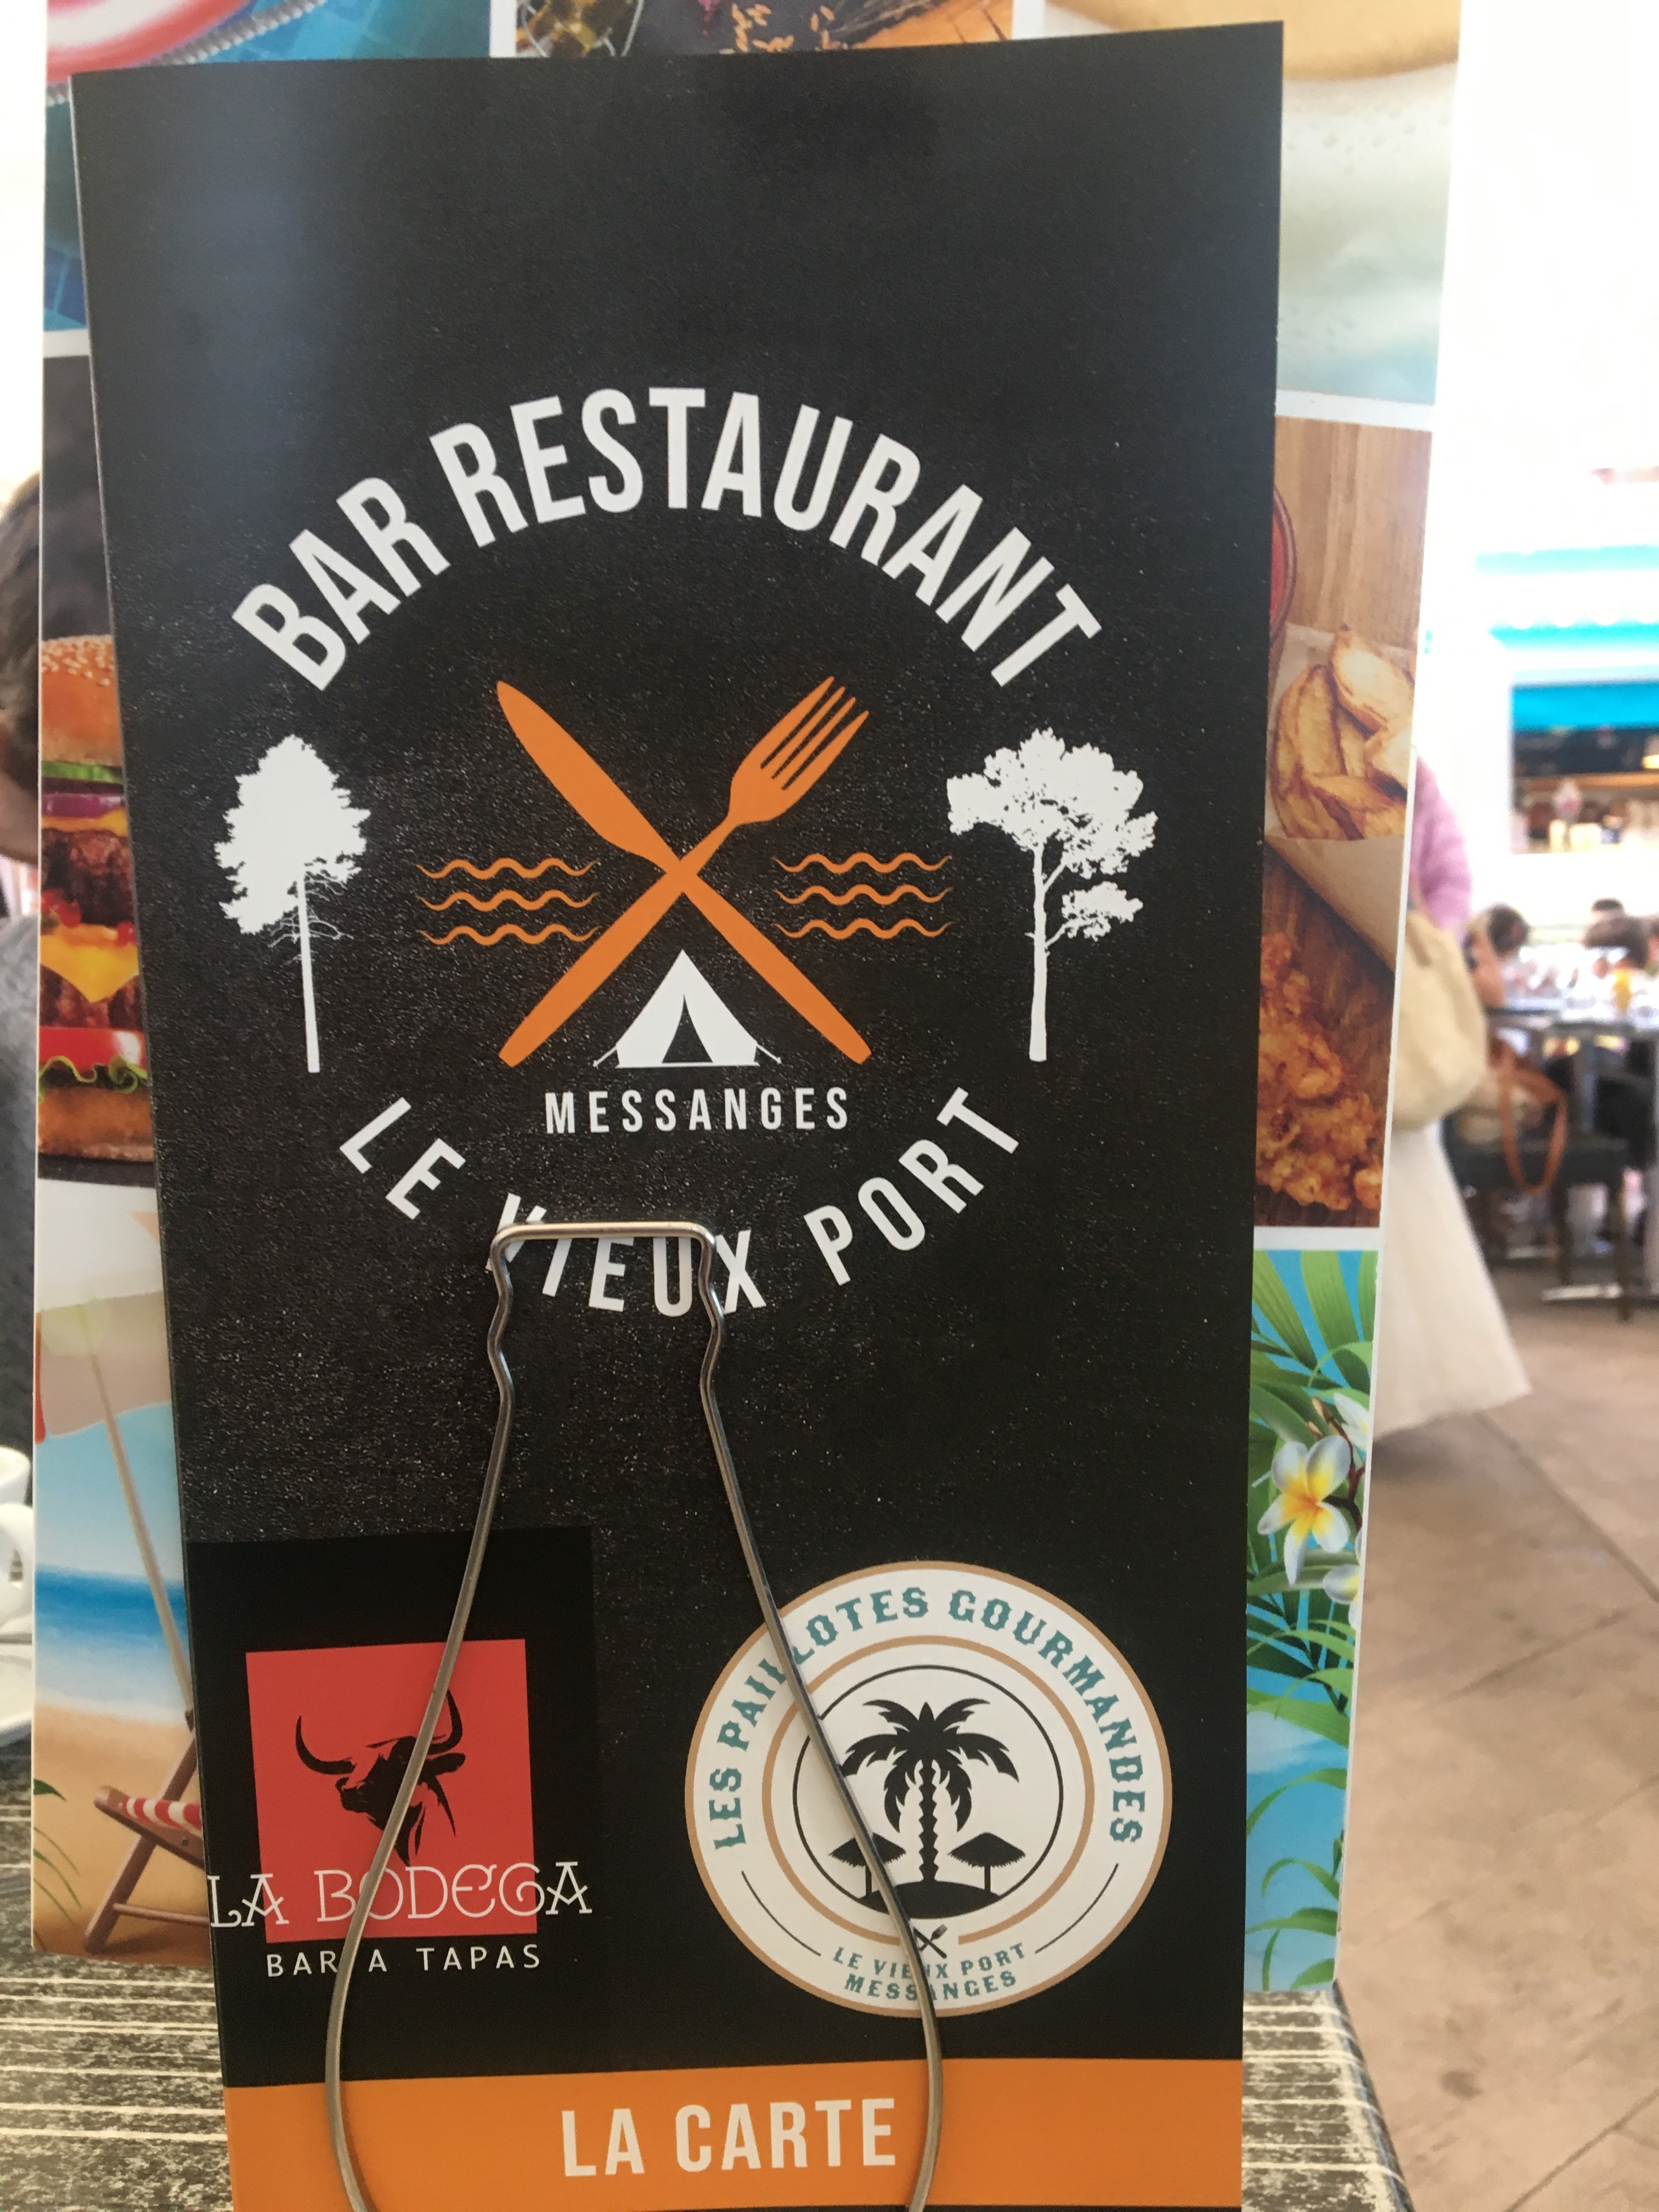 BAR RESTAURANT
MESSANGES
LE VIEUX PORT
LA BODEGA
BAR A TAPAS
LES PAILLOTES GOURMANDES
LE VIEUX PORT
MESSANGES
LA CARTE